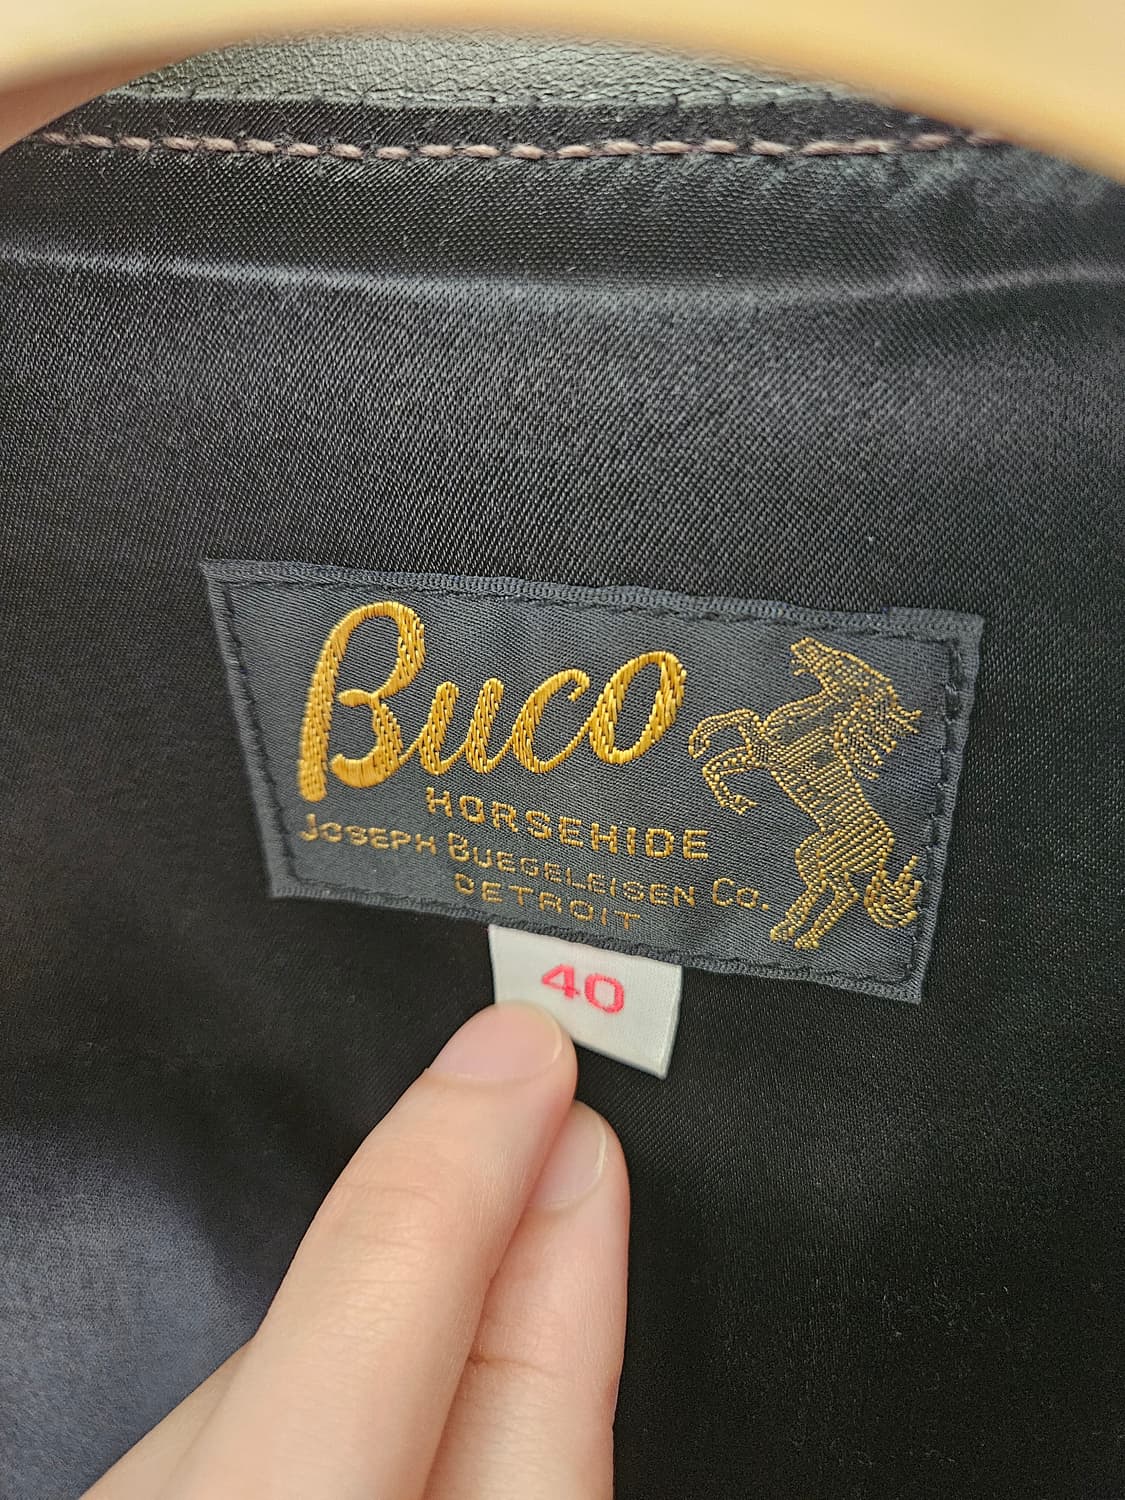 Buco
HORSEHIDE
JOSEPH BUEGELEISEN CO.
DETROIT
40